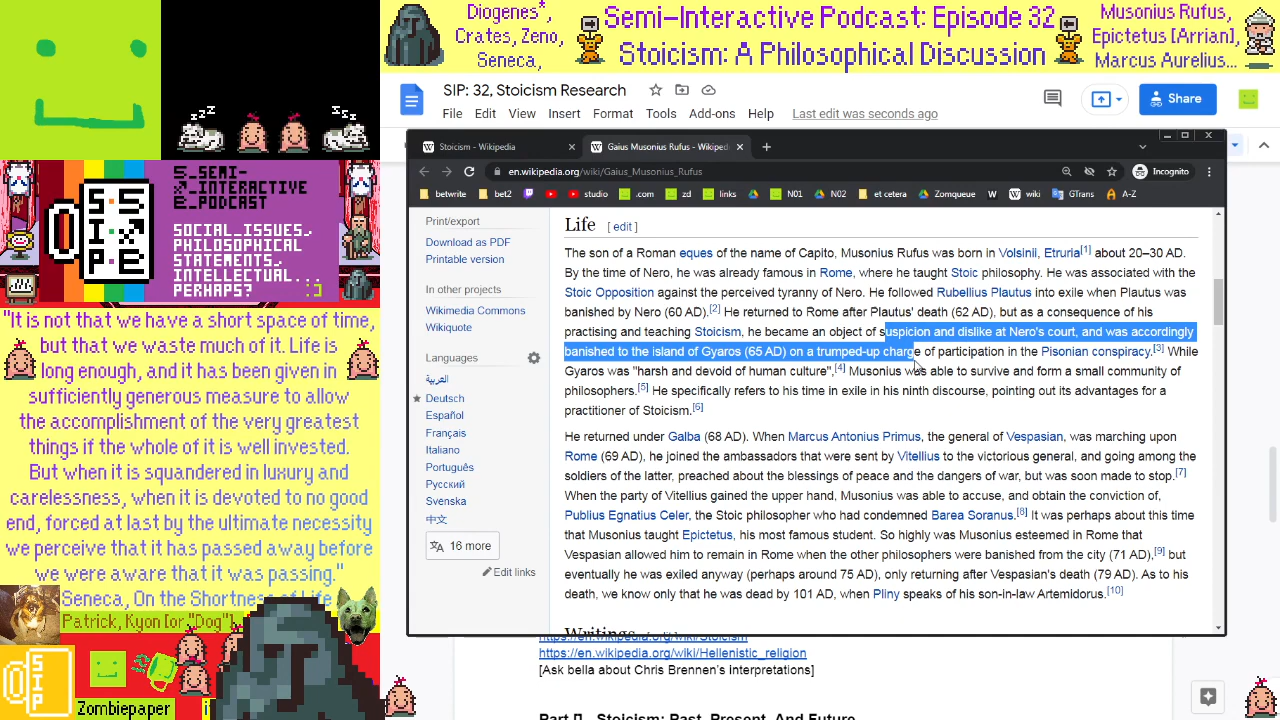 Diogenes*,
Crates, Zeno,
Seneca,
Semi-Interactive Podcast: Episode 32
Stoicism: A Philosophical Discussion
Musonius Rufus,
Epictetus [Arrian],
Marcus Aurelius...
SIP: 32, Stoicism Research
File Edit View Insert Format Tools Add-ons Help Last edit was seconds ago
Share
Stoicism - Wikipedia
Gaius Musonius Rufus - Wikiped
en.wikipedia.org/wiki/Gaius_Musonius_Rufus
Incognito
betwrite bet2 studio .com zd links N01 N02 et cetera Zomqueue W wiki GTrans A-Z
Print/export
Download as PDF
Printable version
In other projects
Wikimedia Commons
Wikiquote
Languages
العربية
Deutsch
Español
Français
Italiano
Português
Русский
Svenska
中文
16 more
Edit links
Life [ edit ]
The son of a Roman eques of the name of Capito, Musonius Rufus was born in Volsinii, Etruria[1] about 20–30 AD.
By the time of Nero, he was already famous in Rome, where he taught Stoic philosophy. He was associated with the
Stoic Opposition against the perceived tyranny of Nero. He followed Rubellius Plautus into exile when Plautus was
banished by Nero (60 AD).[2] He returned to Rome after Plautus' death (62 AD), but as a consequence of his
practising and teaching Stoicism, he became an object of suspicion and dislike at Nero's court, and was accordingly
banished to the island of Gyaros (65 AD) on a trumped-up charge of participation in the Pisonian conspiracy.[3] While
Gyaros was "harsh and devoid of human culture",[4] Musonius was able to survive and form a small community of
philosophers.[5] He specifically refers to his time in exile in his ninth discourse, pointing out its advantages for a
practitioner of Stoicism.[6]
He returned under Galba (68 AD). When Marcus Antonius Primus, the general of Vespasian, was marching upon
Rome (69 AD), he joined the ambassadors that were sent by Vitellius to the victorious general, and going among the
soldiers of the latter, preached about the blessings of peace and the dangers of war, but was soon made to stop.[7]
When the party of Vitellius gained the upper hand, Musonius was able to accuse, and obtain the conviction of,
Publius Egnatius Celer, the Stoic philosopher who had condemned Barea Soranus.[8] It was perhaps about this time
that Musonius taught Epictetus, his most famous student. So highly was Musonius esteemed in Rome that
Vespasian allowed him to remain in Rome when the other philosophers were banished from the city (71 AD),[9] but
eventually he was exiled anyway (perhaps around 75 AD), only returning after Vespasian's death (79 AD). As to his
death, we know only that he was dead by 101 AD, when Pliny speaks of his son-in-law Artemidorus.[10]
Writings
https://en.wikipedia.org/wiki/Stoicism
https://en.wikipedia.org/wiki/Hellenistic_religion
[Ask bella about Chris Brennen's Interpretations]
zzz
zzz
S_SEMI-
_INTERACTIVE
_PODCAST
SOCIAL_ISSUES,
PHILOSOPHICAL
STATEMENTS,
INTELLECTUAL...
PERHAPS? :)
"It is not that we have a short space of time,
but that we waste much of it. Life is
long enough, and it has been given in
sufficiently generous measure to allow
the accomplishment of the very greatest
things if the whole of it is well invested.
But when it is squandered in luxury and
carelessness, when it is devoted to no good
end, forced at last by the ultimate necessity
we perceive that it has passed away before
we were aware that it was passing."
Seneca, On the Shortness of Life
Patrick, Kyon [or "Dog"],
SIP
Zombiepaper